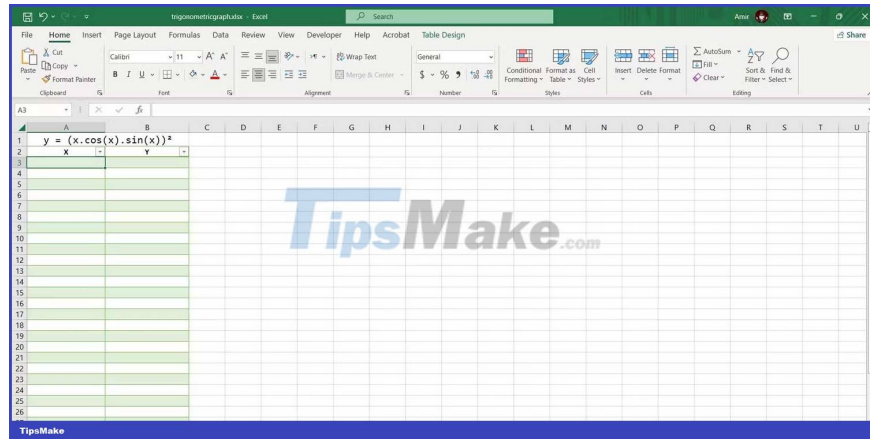 trigonometricgraph.xlsx - Excel
Search
Amir
File Home Insert Page Layout Formulas Data Review View Developer Help Acrobat Table Design
Share
Paste
Cut
Copy
Format Painter
Clipboard
Calibri 11 A^ A˅
B I U A
Font
Wrap Text
Merge & Center
Alignment
General
$ % 9
Number
Conditional Formatting
Format as Table
Cell Styles
Styles
Insert Delete Format
Cells
AutoSum
Fill
Clear
Sort & Filter
Find & Select
Editing
A3 fx
A B C D E F G H I J K L M N O P Q R S T U
1 y = (x.cos(x).sin(x))²
2 X Y
3
4
5
6
7
8
9
10
11
12
13
14
15
16
17
18
19
20
21
22
23
24
25
26
TipsMake.com
TipsMake